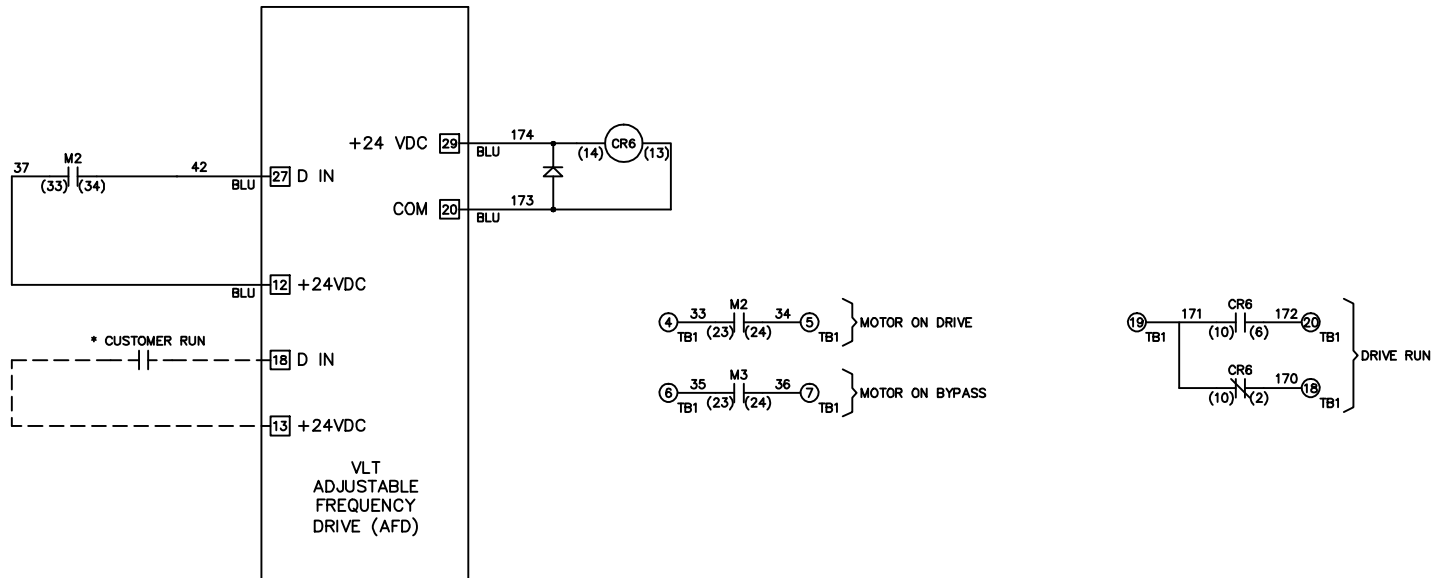 +24 VDC 29 174 BLU (14) CR6 (13)
37 M2 (33) (34) 42 BLU 27 D IN
COM 20 173 BLU
BLU 12 +24VDC
* CUSTOMER RUN
18 D IN
13 +24VDC
VLT
ADJUSTABLE
FREQUENCY
DRIVE (AFD)
4 TB1 33 (23) M2 (24) 34 5 TB1 MOTOR ON DRIVE
6 TB1 35 (23) M3 (24) 36 7 TB1 MOTOR ON BYPASS
19 TB1 171 (10) CR6 (6) 172 20 TB1
DRIVE RUN
(10) CR6 (2) 170 18 TB1